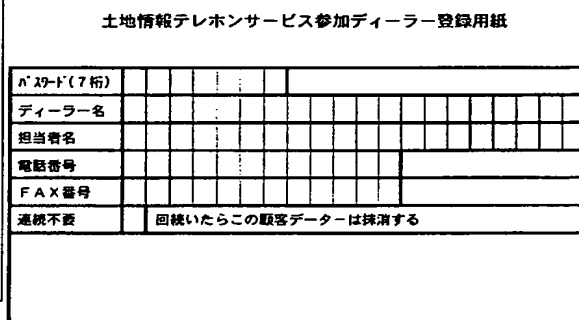 土地情報テレホンサービス参加ディーラー登録用紙
ﾊﾟｽﾜｰﾄﾞ(7桁)
ディーラー名
担当者名
電話番号
ＦＡＸ番号
連続不要 回続いたらこの顧客データーは抹消する